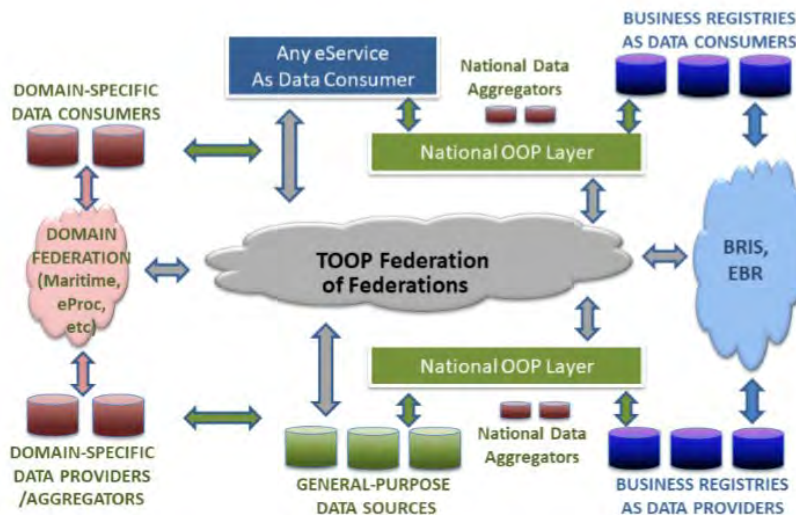 BUSINESS REGISTRIES
AS DATA CONSUMERS
Any eService
As Data Consumer
National Data
Aggregators
DOMAIN-SPECIFIC
DATA CONSUMERS
National OOP Layer
DOMAIN
FEDERATION
(Maritime,
eProc,
etc)
TOOP Federation
of Federations
BRIS,
EBR
National OOP Layer
National Data
Aggregators
DOMAIN-SPECIFIC
DATA PROVIDERS
/AGGREGATORS
GENERAL-PURPOSE
DATA SOURCES
BUSINESS REGISTRIES
AS DATA PROVIDERS